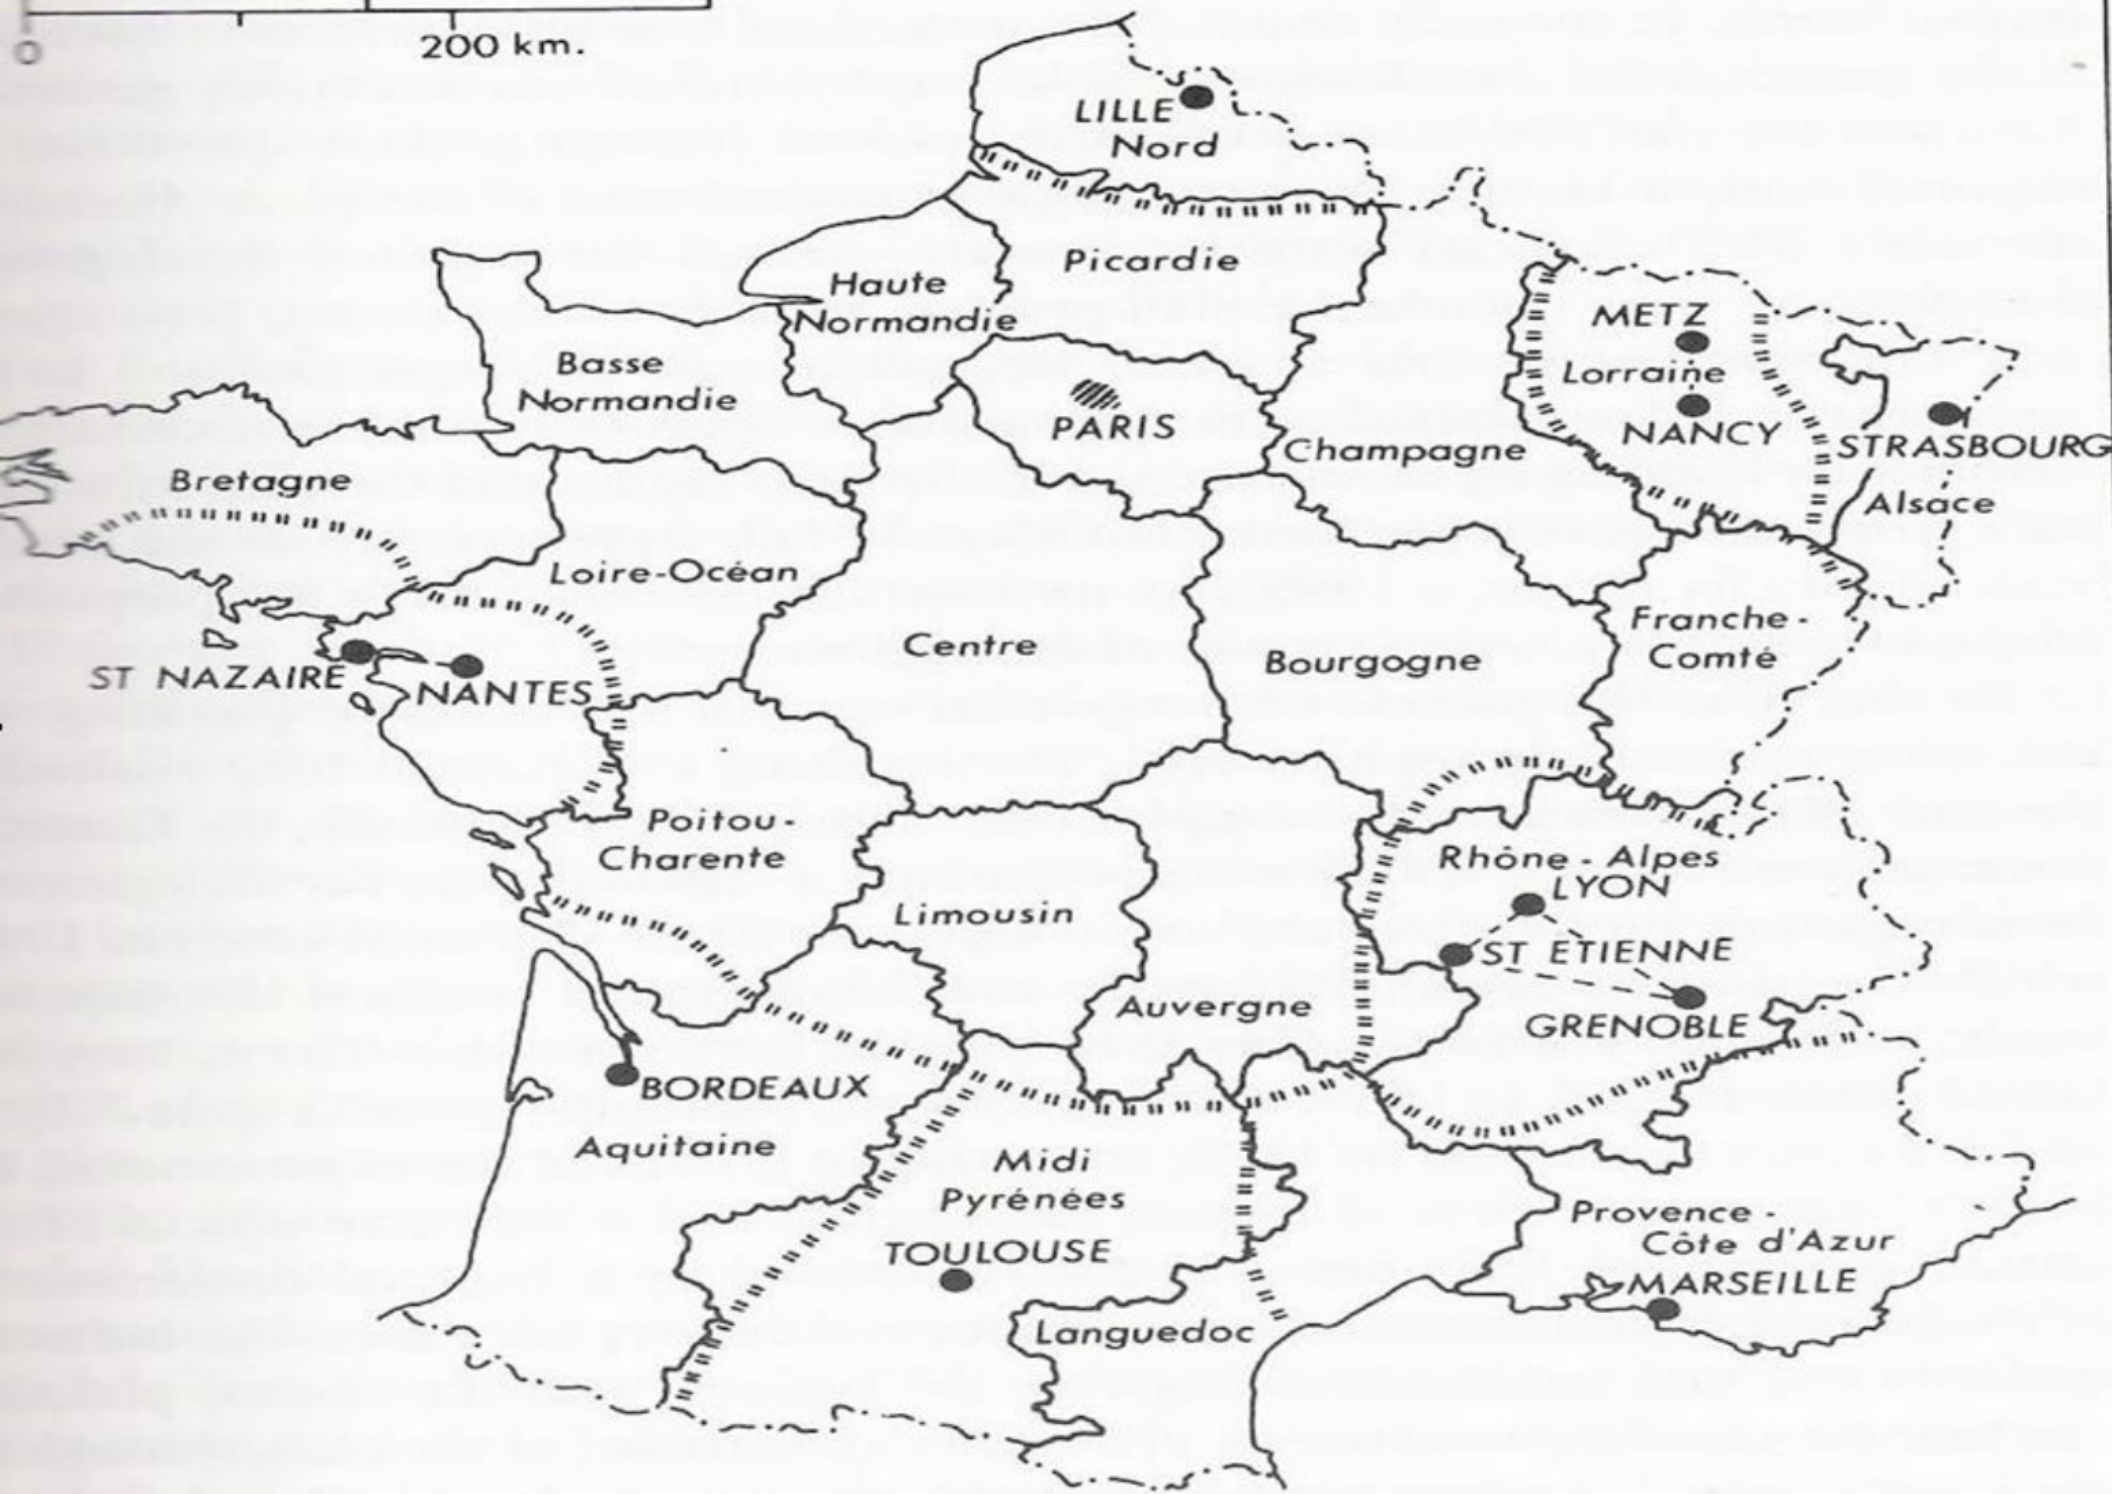 0
200 km.
LILLE
Nord
Picardie
Haute
Normandie
Basse
Normandie
PARIS
Champagne
METZ
Lorraine
NANCY
STRASBOURG
Alsace
Bretagne
Loire-Océan
Centre
Bourgogne
Franche-
Comté
ST NAZAIRE
NANTES
Poitou-
Charente
Limousin
Auvergne
Rhône - Alpes
LYON
ST ETIENNE
GRENOBLE
BORDEAUX
Aquitaine
Midi
Pyrénées
TOULOUSE
Languedoc
Provence -
Côte d'Azur
MARSEILLE